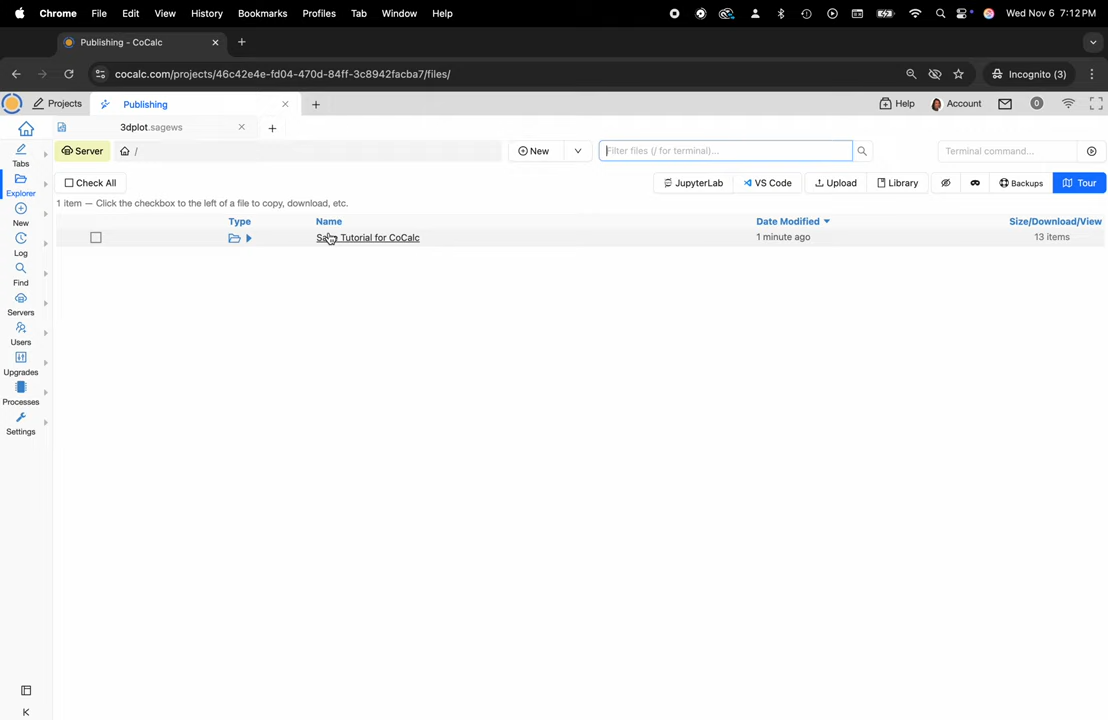 Chrome File Edit View History Bookmarks Profiles Tab Window Help Wed Nov 6 7:12 PM
Publishing - CoCalc
cocalc.com/projects/46c42e4e-fd04-470d-84ff-3c8942facba7/files/ Incognito (3)
Projects Publishing Help Account 0
3dplot.sagews
Server / New Filter files (/ for terminal)... Terminal command...
Tabs
Check All JupyterLab VS Code Upload Library Backups Tour
Explorer
1 item — Click the checkbox to the left of a file to copy, download, etc.
Type Name Date Modified Size/Download/View
New
Tutorial for CoCalc 1 minute ago 13 items
Log
Find
Servers
Users
Upgrades
Processes
Settings